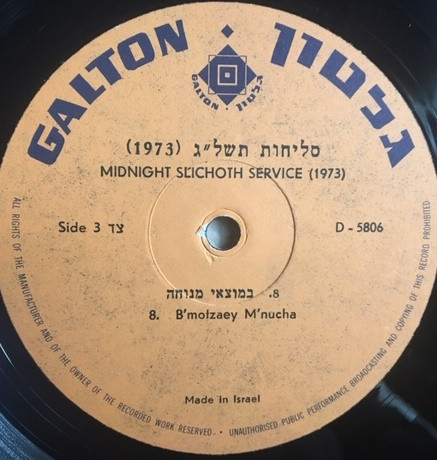 GALTON · גלטון
GALTON · גלטון
סליחות תשל"ג (1973)
MIDNIGHT SLICHOTH SERVICE (1973)
Side 3 צד
D - 5806
8. במוצאי מנוחה
8. B'motzaey M'nucha
Made in Israel
ALL RIGHTS OF THE MANUFACTURER AND OF THE OWNER OF THE RECORDED WORK RESERVED. • UNAUTHORISED PUBLIC PERFORMANCE BROADCASTING AND COPYING OF THIS RECORD PROHIBITED